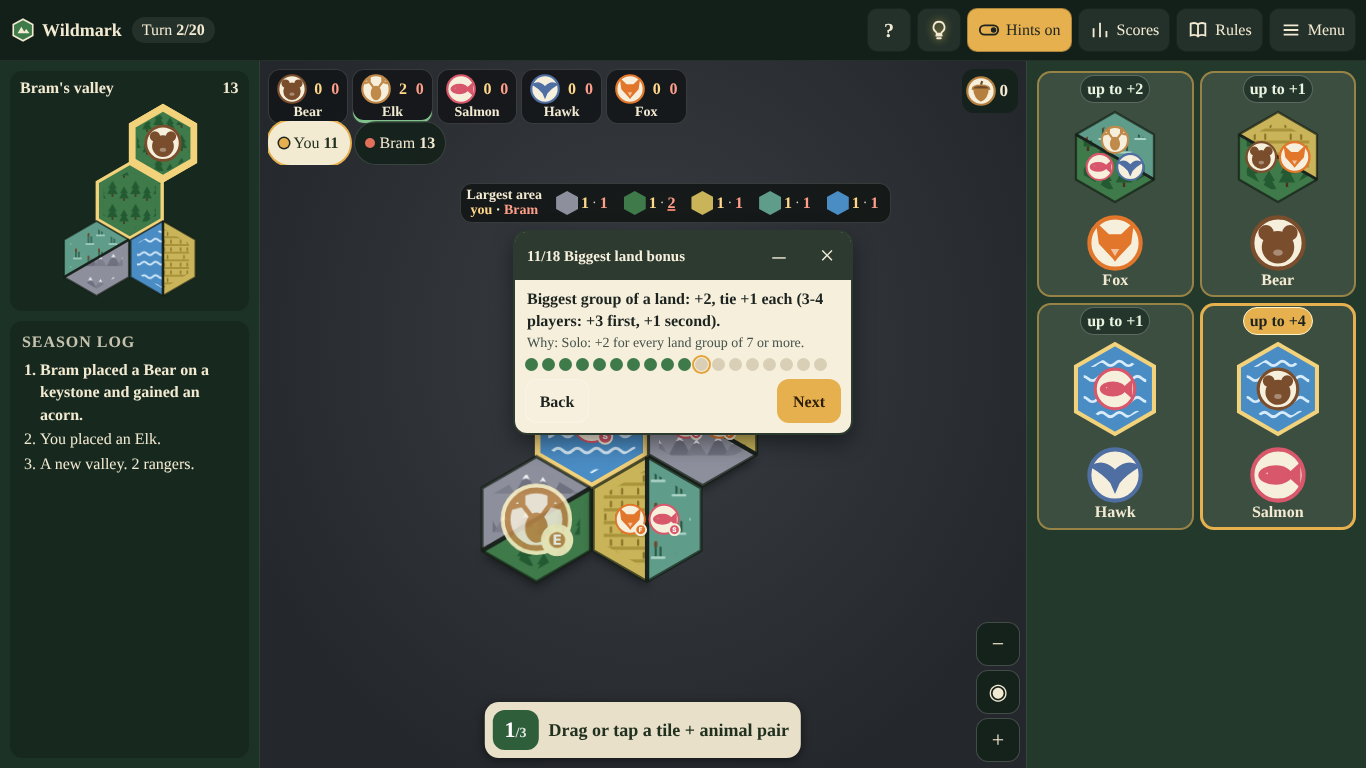 Wildmark
Turn 2/20
?
Hints on
Scores
Rules
Menu
Bram's valley 13
SEASON LOG
1. Bram placed a Bear on a
keystone and gained an
acorn.
2. You placed an Elk.
3. A new valley. 2 rangers.
0 0
Bear
2 0
Elk
0 0
Salmon
0 0
Hawk
0 0
Fox
0
You 11
Bram 13
Largest area
you · Bram
1 · 1
1 · 2
1 · 1
1 · 1
1 · 1
11/18 Biggest land bonus
Biggest group of a land: +2, tie +1 each (3-4
players: +3 first, +1 second).
Why: Solo: +2 for every land group of 7 or more.
Back
Next
S
E
F
S
1/3 Drag or tap a tile + animal pair
−
+
up to +2
Fox
up to +1
Bear
up to +1
Hawk
up to +4
Salmon